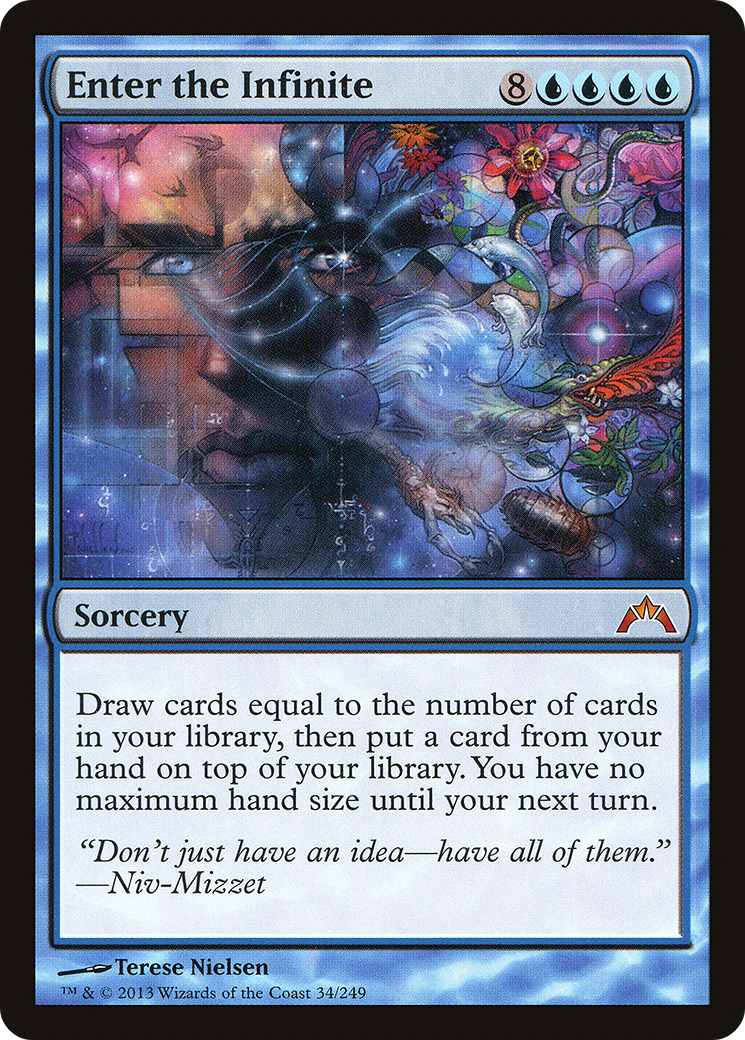 Enter the Infinite 8
Sorcery
Draw cards equal to the number of cards
in your library, then put a card from your
hand on top of your library. You have no
maximum hand size until your next turn.
“Don’t just have an idea—have all of them.”
—Niv-Mizzet
Terese Nielsen
™ & © 2013 Wizards of the Coast 34/249